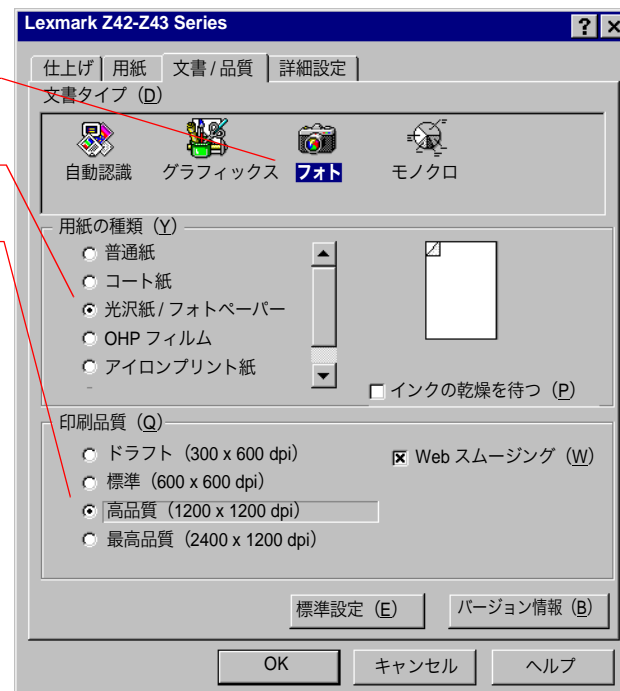 Lexmark Z42-Z43 Series
仕上げ 用紙 文書/品質 詳細設定
文書タイプ（D）
自動認識 グラフィックス フォト モノクロ
用紙の種類（Y）
普通紙
コート紙
光沢紙/フォトペーパー
OHP フィルム
アイロンプリント紙
インクの乾燥を待つ（P）
印刷品質（Q）
ドラフト（300 x 600 dpi）
Web スムージング（W）
標準（600 x 600 dpi）
高品質（1200 x 1200 dpi）
最高品質（2400 x 1200 dpi）
標準設定（E） バージョン情報（B）
OK キャンセル ヘルプ